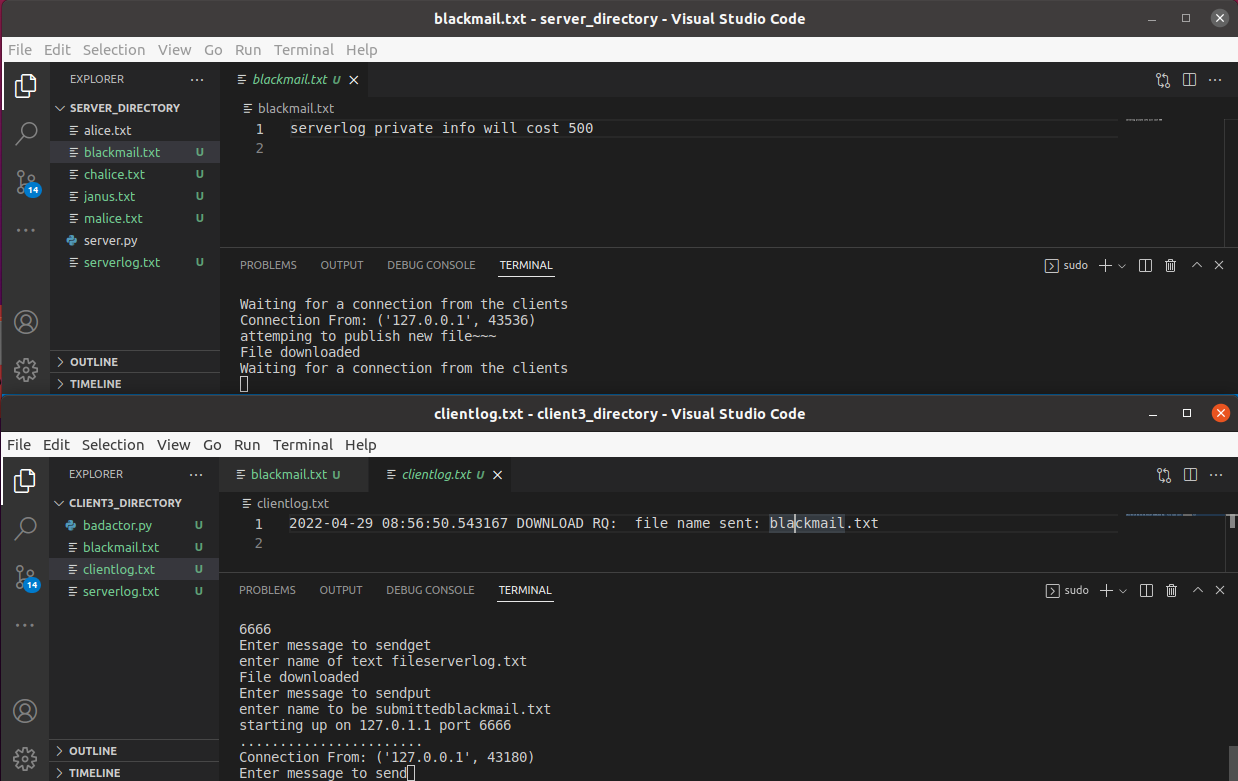 blackmail.txt - server_directory - Visual Studio Code
File Edit Selection View Go Run Terminal Help
EXPLORER ···
SERVER_DIRECTORY
alice.txt
blackmail.txt U
chalice.txt U
janus.txt U
malice.txt U
server.py
serverlog.txt U
14
OUTLINE
TIMELINE
blackmail.txt U
blackmail.txt
1 serverlog private info will cost 500
2
PROBLEMS OUTPUT DEBUG CONSOLE TERMINAL
sudo
Waiting for a connection from the clients
Connection From: ('127.0.0.1', 43536)
attemping to publish new file~~~
File downloaded
Waiting for a connection from the clients
clientlog.txt - client3_directory - Visual Studio Code
File Edit Selection View Go Run Terminal Help
EXPLORER ···
CLIENT3_DIRECTORY
badactor.py U
blackmail.txt U
clientlog.txt U
serverlog.txt U
14
OUTLINE
TIMELINE
blackmail.txt U clientlog.txt U
clientlog.txt
1 2022-04-29 08:56:50.543167 DOWNLOAD RQ:  file name sent: blackmail.txt
2
PROBLEMS OUTPUT DEBUG CONSOLE TERMINAL
sudo
6666
Enter message to sendget
enter name of text fileserverlog.txt
File downloaded
Enter message to sendput
enter name to be submittedblackmail.txt
starting up on 127.0.1.1 port 6666
.......................
Connection From: ('127.0.0.1', 43180)
Enter message to send